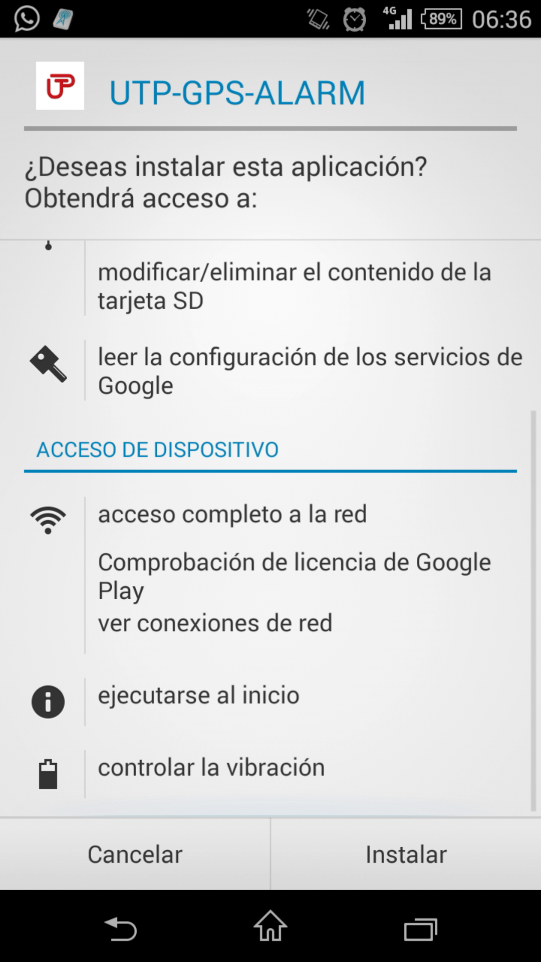 4G 89% 06:36
UTP UTP-GPS-ALARM
¿Deseas instalar esta aplicación?
Obtendrá acceso a:
modificar/eliminar el contenido de la
tarjeta SD
leer la configuración de los servicios de
Google
ACCESO DE DISPOSITIVO
acceso completo a la red
Comprobación de licencia de Google
Play
ver conexiones de red
ejecutarse al inicio
controlar la vibración
Cancelar Instalar